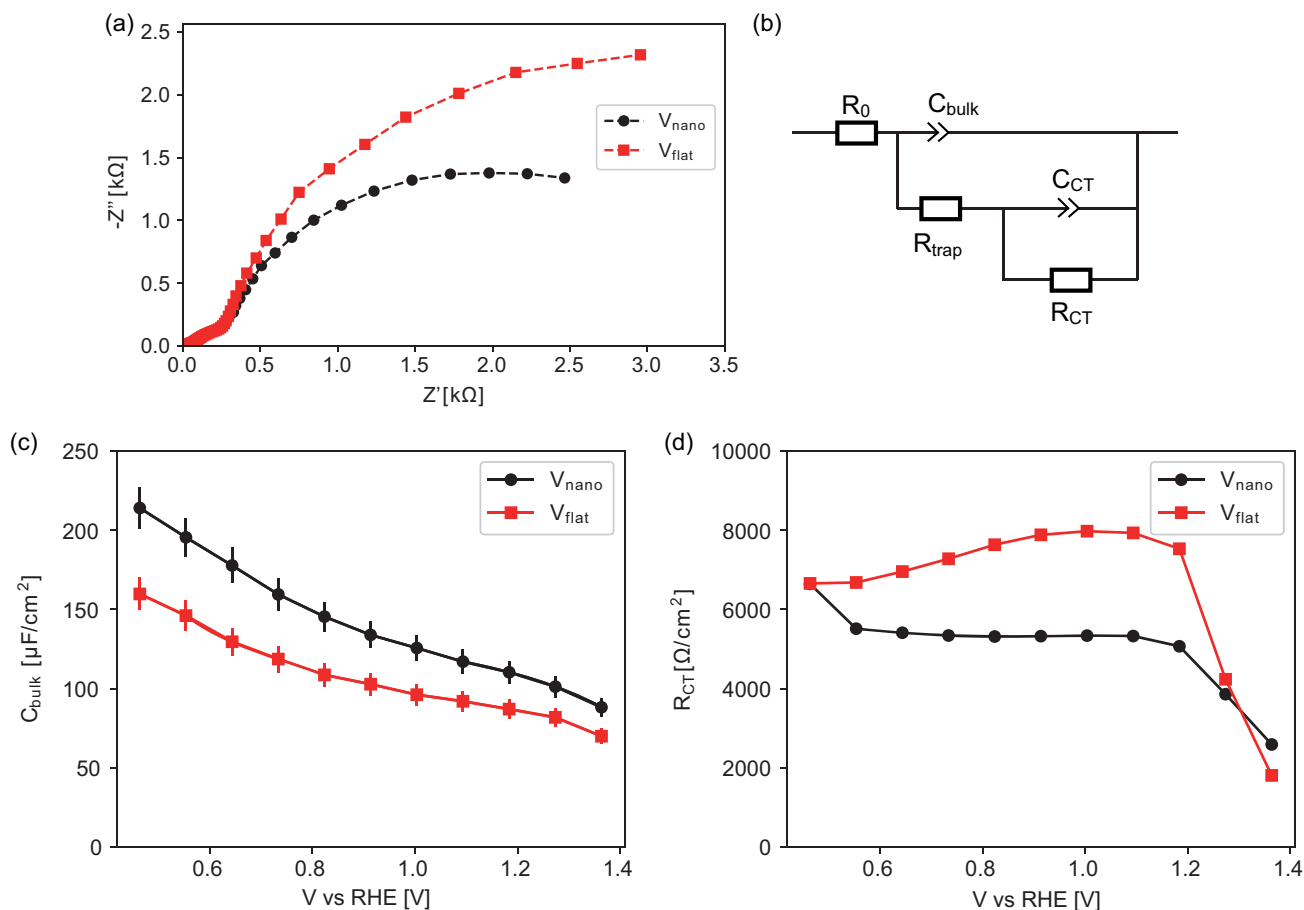 (a)
2.5
2.0
1.5
1.0
0.5
0.0
-Z'' [kΩ]
0.0 0.5 1.0 1.5 2.0 2.5 3.0 3.5
Z' [kΩ]
V_nano
V_flat
(b)
R_0
C_bulk
C_CT
R_trap
R_CT
(c)
250
200
150
100
50
0
C_bulk [µF/cm^2]
0.6 0.8 1.0 1.2 1.4
V vs RHE [V]
V_nano
V_flat
(d)
10000
8000
6000
4000
2000
0
R_CT [Ω/cm^2]
0.6 0.8 1.0 1.2 1.4
V vs RHE [V]
V_nano
V_flat